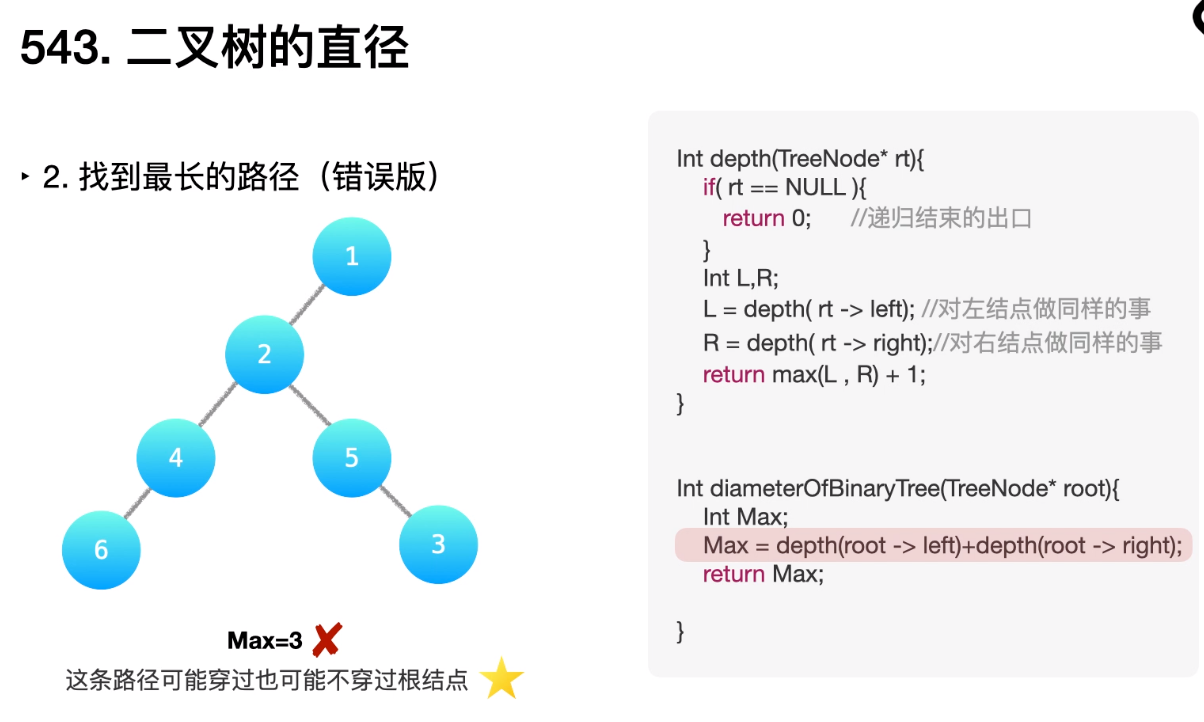 543. 二叉树的直径
‣ 2. 找到最长的路径（错误版）
1
2
4
5
6
3
Max=3
这条路径可能穿过也可能不穿过根结点
Int depth(TreeNode* rt){
if( rt == NULL ){
return 0; //递归结束的出口
}
Int L,R;
L = depth( rt -> left); //对左结点做同样的事
R = depth( rt -> right);//对右结点做同样的事
return max(L , R) + 1;
}
Int diameterOfBinaryTree(TreeNode* root){
Int Max;
Max = depth(root -> left)+depth(root -> right);
return Max;
}